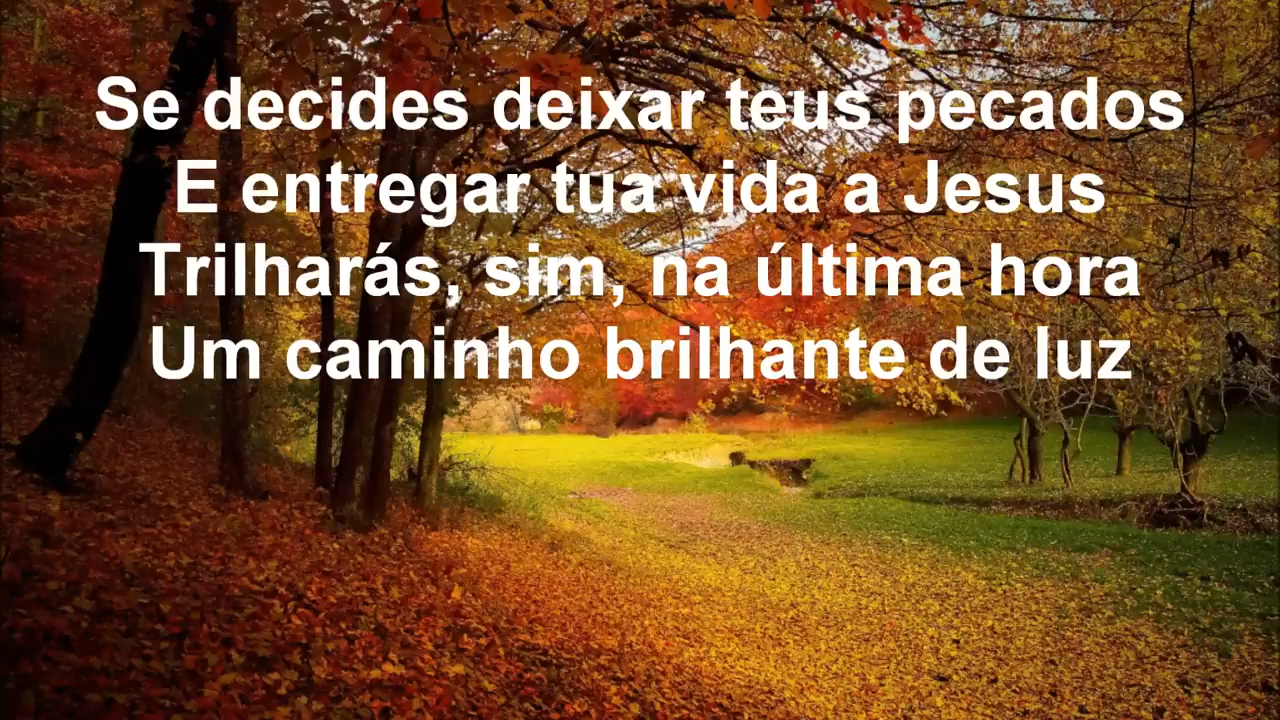 Se decides deixar teus pecados
E entregar tua vida a Jesus
Trilharás, sim, na última hora
Um caminho brilhante de luz